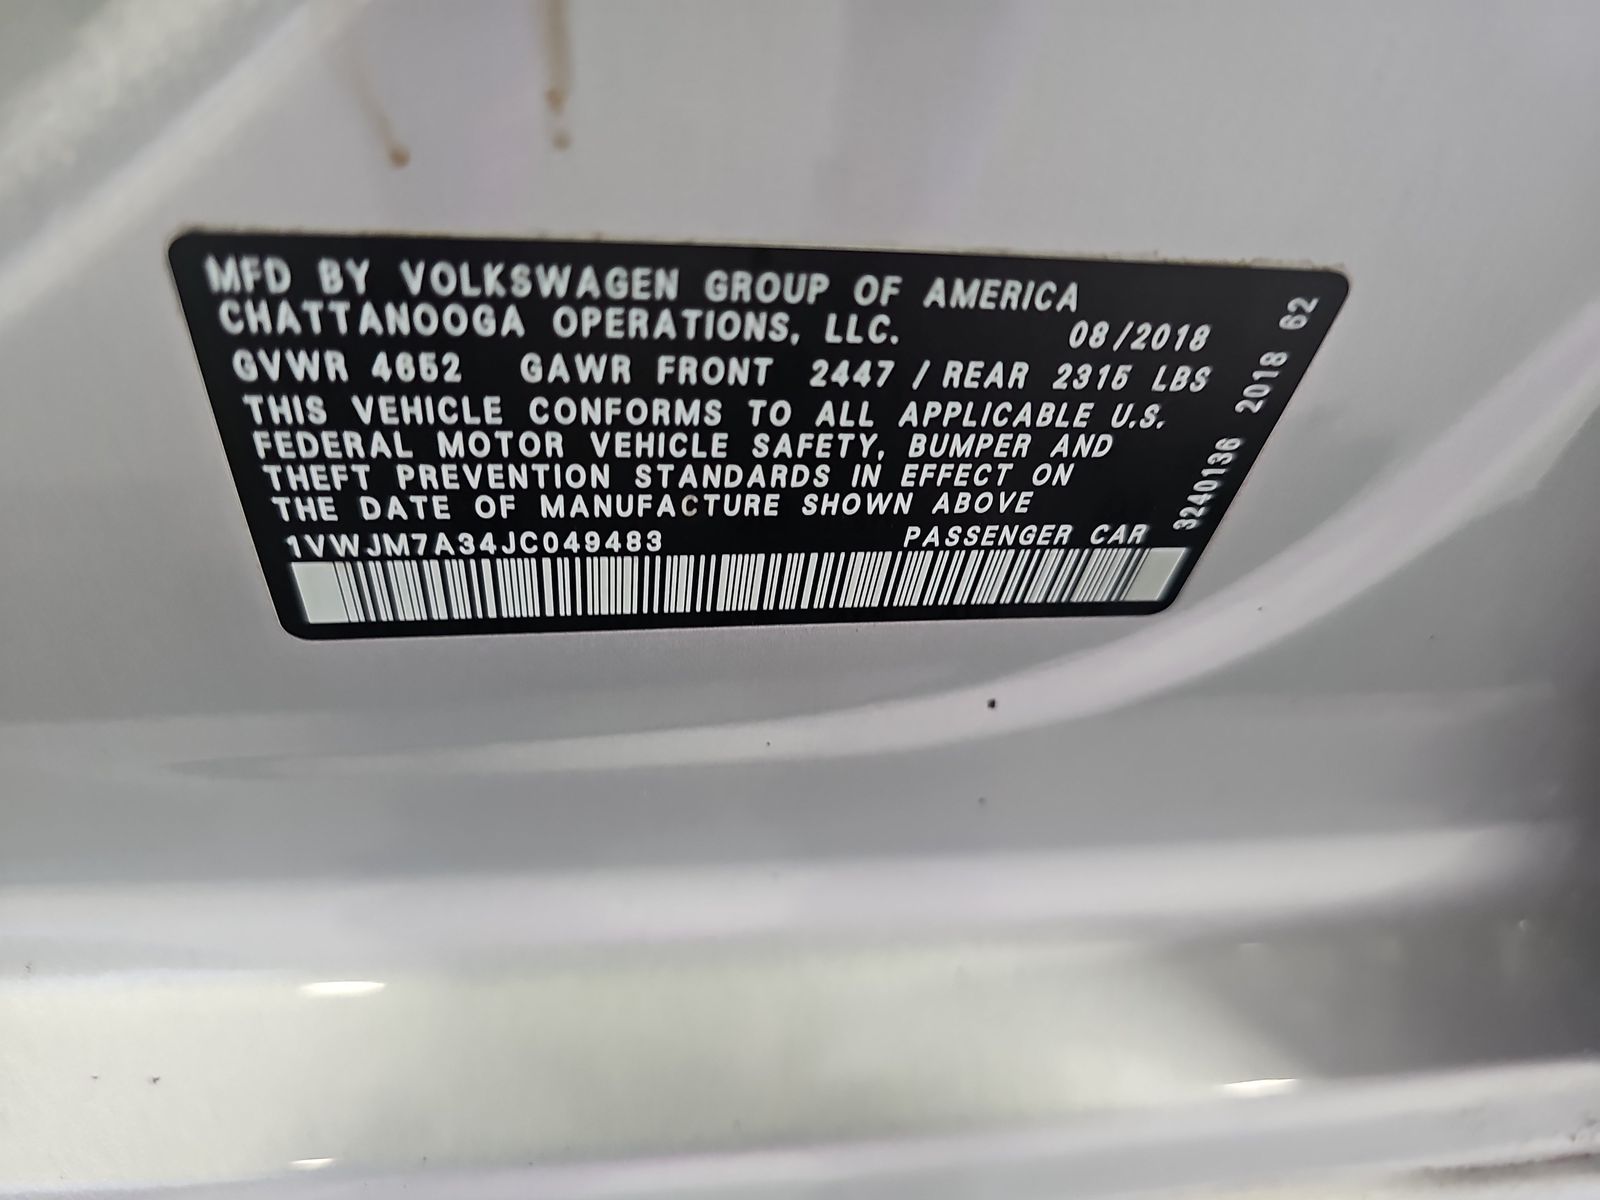 MFD BY VOLKSWAGEN GROUP OF AMERICA
CHATTANOOGA OPERATIONS, LLC. 08/2018
GVWR 4652 GAWR FRONT 2447 / REAR 2315 LBS
THIS VEHICLE CONFORMS TO ALL APPLICABLE U.S.
FEDERAL MOTOR VEHICLE SAFETY, BUMPER AND
THEFT PREVENTION STANDARDS IN EFFECT ON
THE DATE OF MANUFACTURE SHOWN ABOVE
1VWJM7A34JC049483 PASSENGER CAR
3240136 2018 62